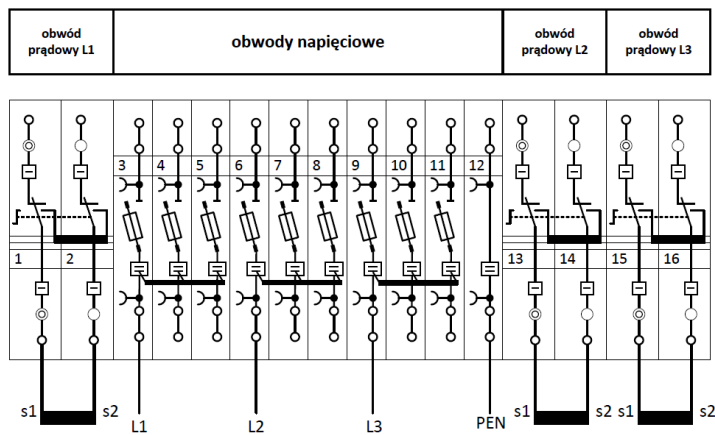 obwód
prądowy L1
obwody napięciowe
obwód
prądowy L2
obwód
prądowy L3
3 4 5 6 7 8 9 10 11 12
1 2 13 14 15 16
s1 s2 L1 L2 L3 PEN s1 s2 s1 s2